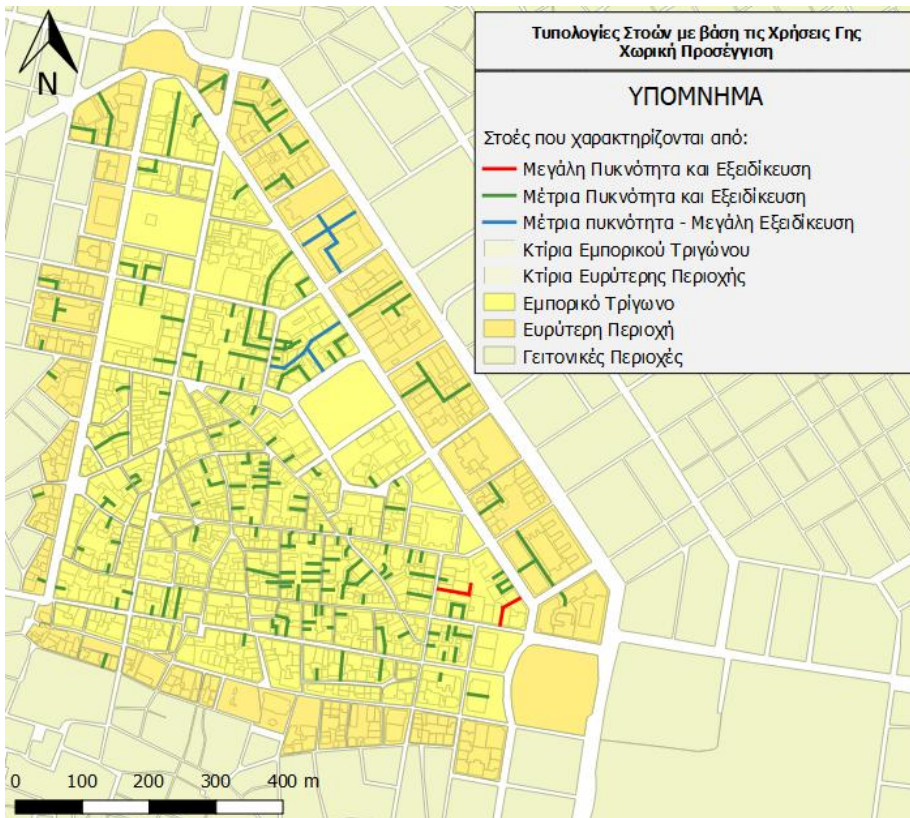 Τυπολογίες Στοών με βάση τις Χρήσεις Γης
Χωρική Προσέγγιση
ΥΠΟΜΝΗΜΑ
Στοές που χαρακτηρίζονται από:
Μεγάλη Πυκνότητα και Εξειδίκευση
Μέτρια Πυκνότητα και Εξειδίκευση
Μέτρια πυκνότητα - Μεγάλη Εξειδίκευση
Κτίρια Εμπορικού Τριγώνου
Κτίρια Ευρύτερης Περιοχής
Εμπορικό Τρίγωνο
Ευρύτερη Περιοχή
Γειτονικές Περιοχές
N
0 100 200 300 400 m